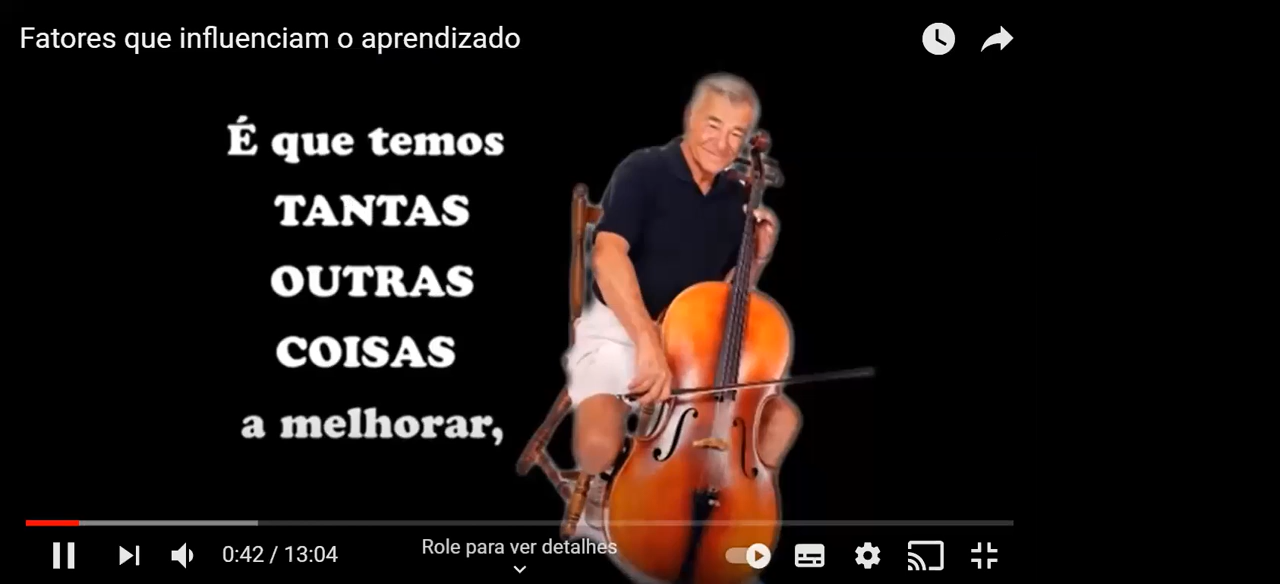 Fatores que influenciam o aprendizado
É que temos
TANTAS
OUTRAS
COISAS
a melhorar,
0:42 / 13:04
Role para ver detalhes